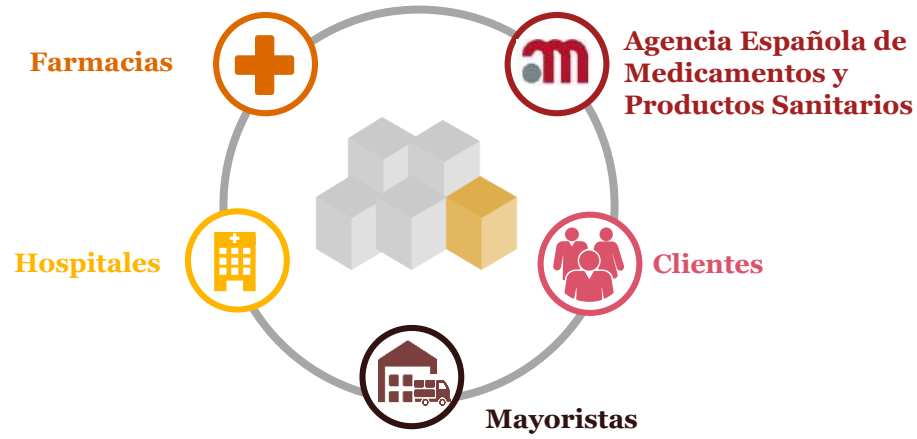 Farmacias
Agencia Española de
Medicamentos y
Productos Sanitarios
Hospitales
Clientes
Mayoristas